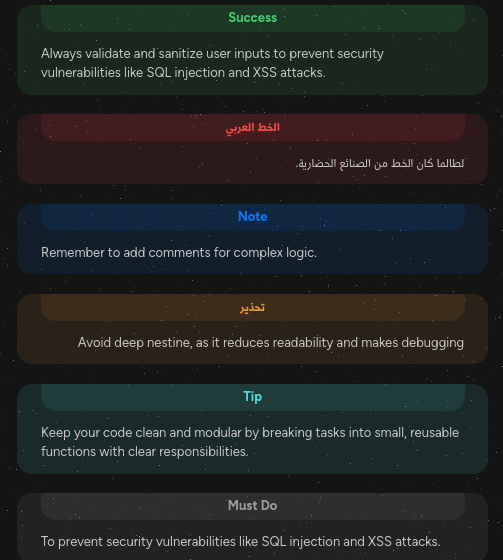 Success
Always validate and sanitize user inputs to prevent security
vulnerabilities like SQL injection and XSS attacks.
الخط العربي
لطالما كان الخط من الصنائع الحضارية.
Note
Remember to add comments for complex logic.
تحذير
Avoid deep nestine, as it reduces readability and makes debugging
Tip
Keep your code clean and modular by breaking tasks into small, reusable
functions with clear responsibilities.
Must Do
To prevent security vulnerabilities like SQL injection and XSS attacks.